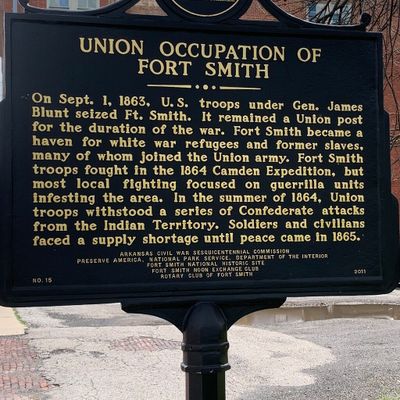 UNION OCCUPATION OF
FORT SMITH
On Sept. 1, 1863, U.S. troops under Gen. James
Blunt seized Ft. Smith. It remained a Union post
for the duration of the war. Fort Smith became a
haven for white war refugees and former slaves,
many of whom joined the Union army. Fort Smith
troops fought in the 1864 Camden Expedition, but
most local fighting focused on guerrilla units
infesting the area. In the summer of 1864, Union
troops withstood a series of Confederate attacks
from the Indian Territory. Soldiers and civilians
faced a supply shortage until peace came in 1865.
ARKANSAS CIVIL WAR SESQUICENTENNIAL COMMISSION
PRESERVE AMERICA, NATIONAL PARK SERVICE, DEPARTMENT OF THE INTERIOR
FORT SMITH NATIONAL HISTORIC SITE
FORT SMITH NOON EXCHANGE CLUB
ROTARY CLUB OF FORT SMITH
NO. 15
2011